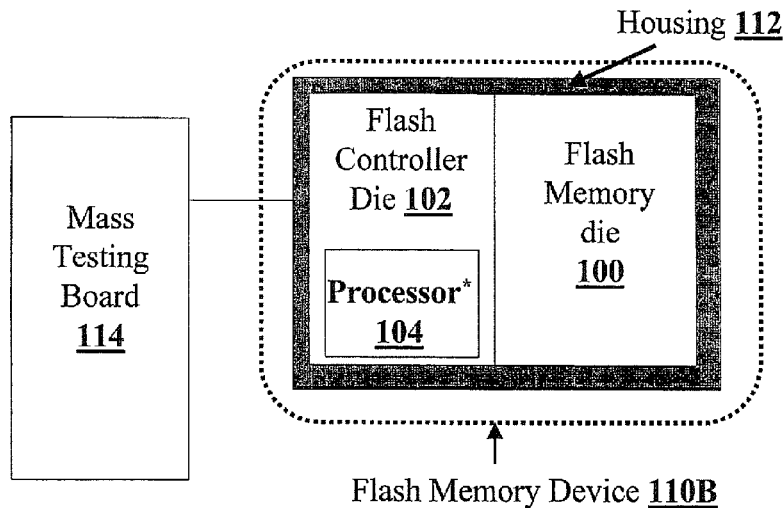 Housing 112
Mass
Testing
Board
114
Flash
Controller
Die 102
Processor*
104
Flash
Memory
die
100
Flash Memory Device 110B